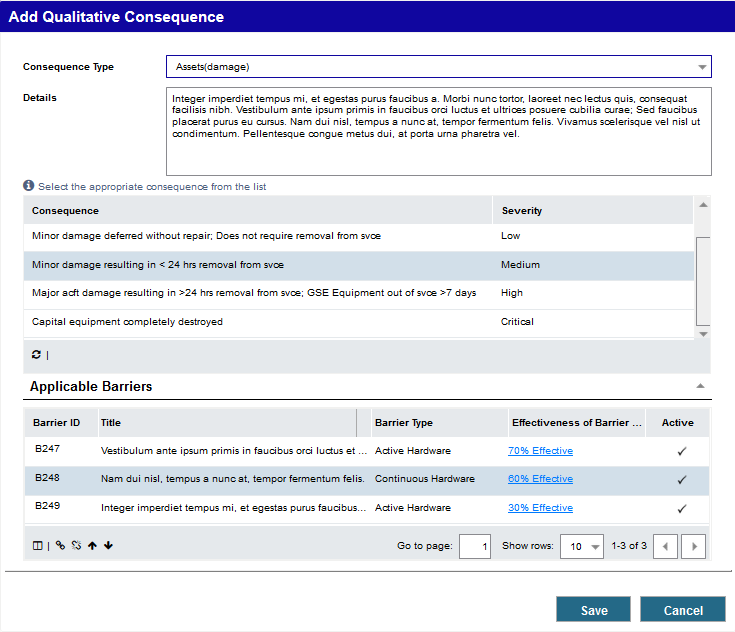 Add Qualitative Consequence
Consequence Type
Assets(damage)
Details
Integer imperdiet tempus mi, et egestas purus faucibus a. Morbi nunc tortor, laoreet nec lectus quis, consequat
facilisis nibh. Vestibulum ante ipsum primis in faucibus orci luctus et ultrices posuere cubilia curae; Sed faucibus
placerat purus eu cursus. Nam dui nisl, tempus a nunc at, tempor fermentum felis. Vivamus scelerisque vel nisl ut
condimentum. Pellentesque congue metus dui, at porta urna pharetra vel.
Select the appropriate consequence from the list
Consequence Severity
Minor damage deferred without repair; Does not require removal from svce Low
Minor damage resulting in < 24 hrs removal from svce Medium
Major acft damage resulting in >24 hrs removal from svce; GSE Equipment out of svce >7 days High
Capital equipment completely destroyed Critical
|
Applicable Barriers
Barrier ID Title Barrier Type Effectiveness of Barrier ... Active
B247 Vestibulum ante ipsum primis in faucibus orci luctus et ... Active Hardware 70% Effective ✓
B248 Nam dui nisl, tempus a nunc at, tempor fermentum felis. Continuous Hardware 60% Effective ✓
B249 Integer imperdiet tempus mi, et egestas purus faucibus... Active Hardware 30% Effective ✓
| Go to page: 1 Show rows: 10 1-3 of 3
Save Cancel